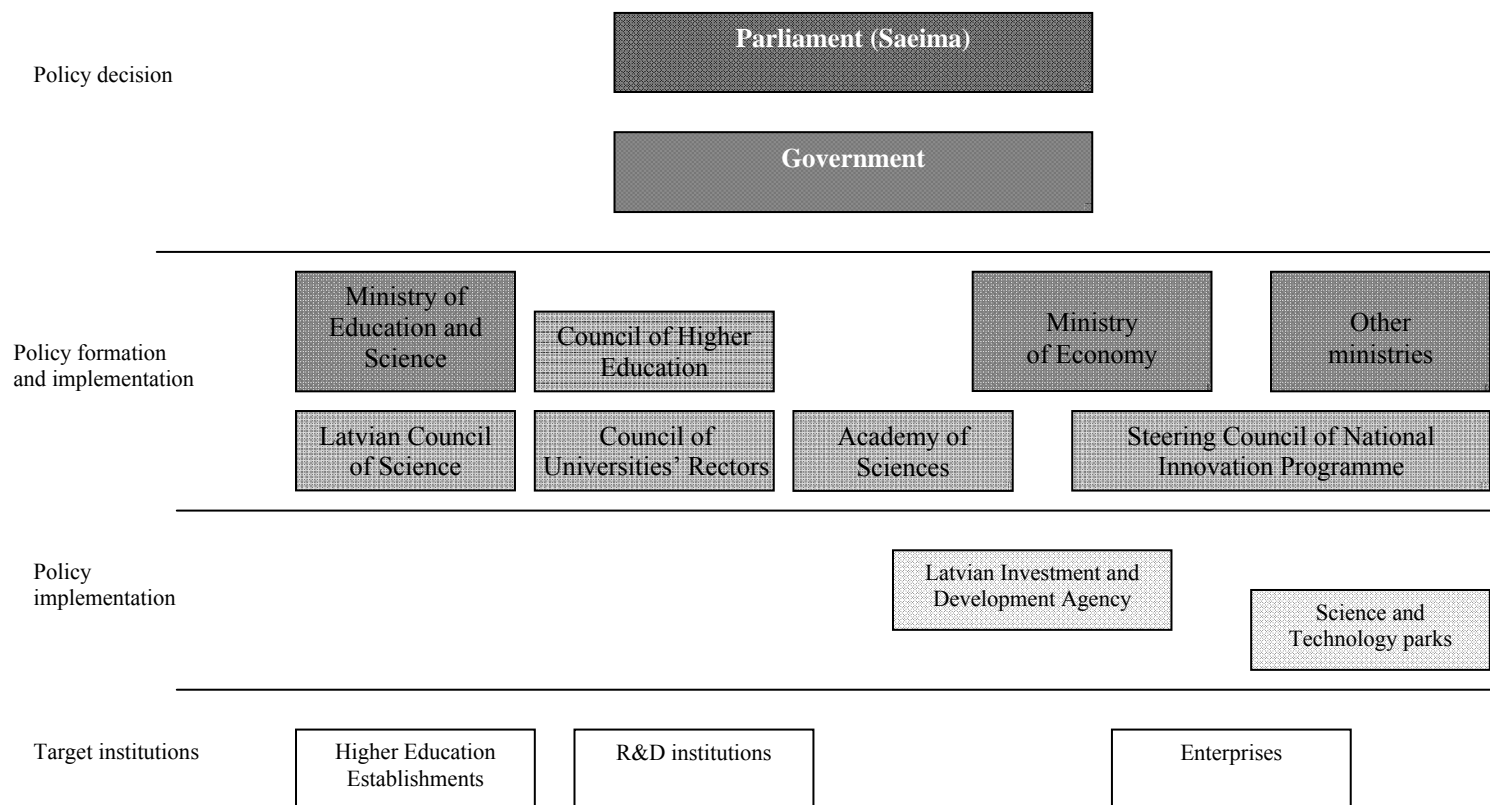 Parliament (Saeima)
Policy decision
Government
Ministry of
Education and
Science
Council of Higher
Education
Ministry
of Economy
Other
ministries
Policy formation
and implementation
Latvian Council
of Science
Council of
Universities’ Rectors
Academy of
Sciences
Steering Council of National
Innovation Programme
Policy
implementation
Latvian Investment and
Development Agency
Science and
Technology parks
Target institutions
Higher Education
Establishments
R&D institutions
Enterprises